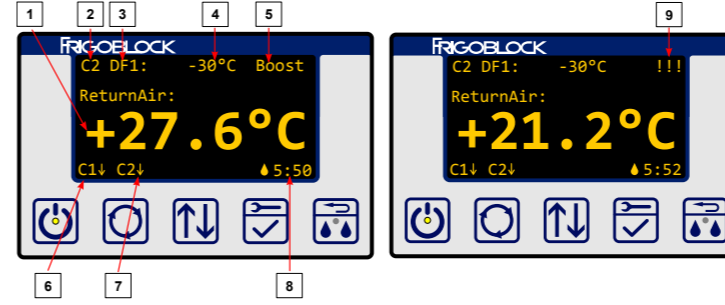 1
2
3
4
5
9
FRIGOBLOCK
C2 DF1: -30°C Boost
ReturnAir:
+27.6°C
C1↓ C2↓ 5:50
6
7
8
FRIGOBLOCK
C2 DF1: -30°C !!!
ReturnAir:
+21.2°C
C1↓ C2↓ 5:52